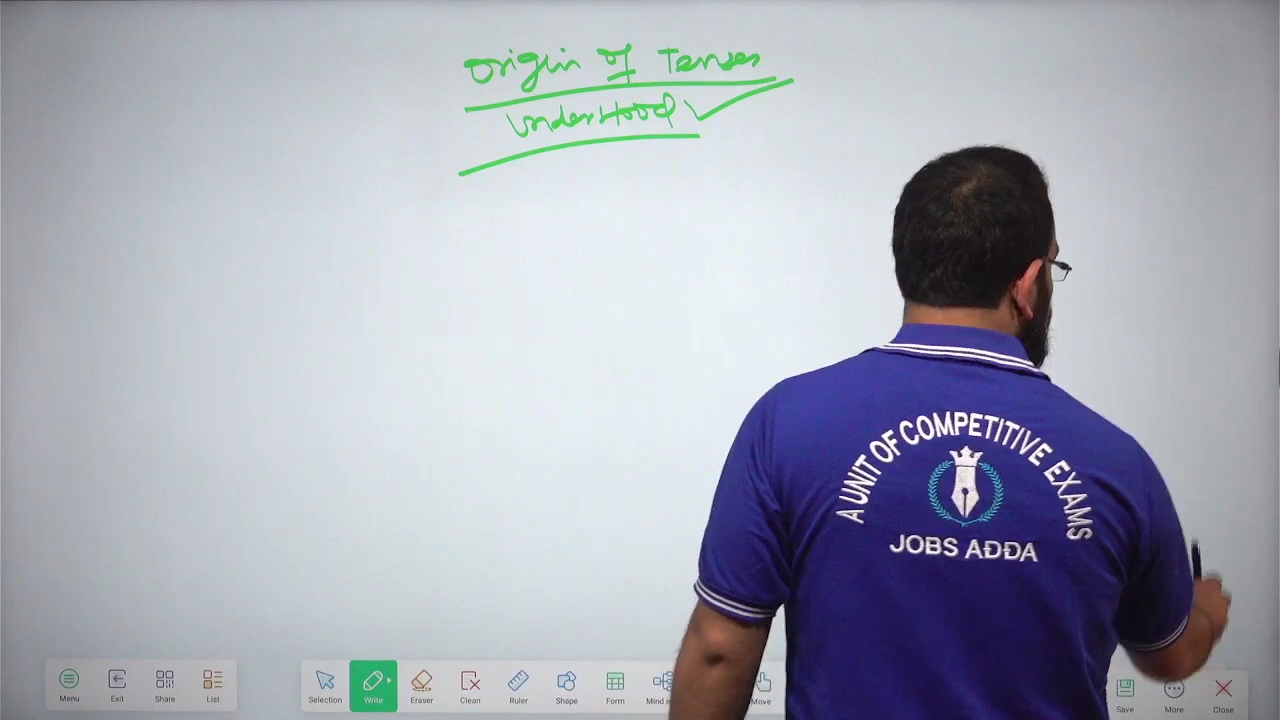 Origin of Tenses
Understood
A UNIT OF COMPETITIVE EXAMS
JOBS ADDA
Menu
Exit
Share
List
Selection
Write
Eraser
Clean
Ruler
Shape
Form
Move
Save
More
Close